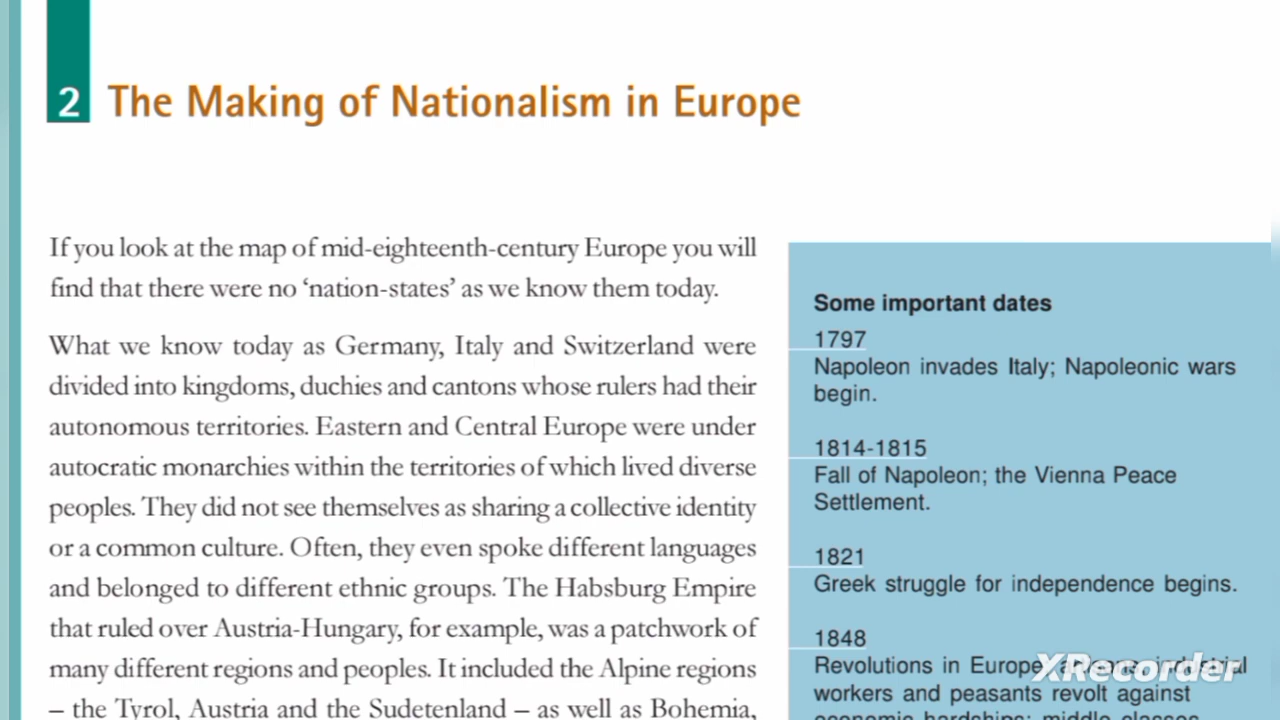 2 The Making of Nationalism in Europe
If you look at the map of mid-eighteenth-century Europe you will
find that there were no ‘nation-states’ as we know them today.
What we know today as Germany, Italy and Switzerland were
divided into kingdoms, duchies and cantons whose rulers had their
autonomous territories. Eastern and Central Europe were under
autocratic monarchies within the territories of which lived diverse
peoples. They did not see themselves as sharing a collective identity
or a common culture. Often, they even spoke different languages
and belonged to different ethnic groups. The Habsburg Empire
that ruled over Austria-Hungary, for example, was a patchwork of
many different regions and peoples. It included the Alpine regions
– the Tyrol, Austria and the Sudetenland – as well as Bohemia,
Some important dates
1797
Napoleon invades Italy; Napoleonic wars
begin.
1814-1815
Fall of Napoleon; the Vienna Peace
Settlement.
1821
Greek struggle for independence begins.
1848
Revolutions in Europe;
workers and peasants revolt against
economic hardships; middle classes
XRecorder